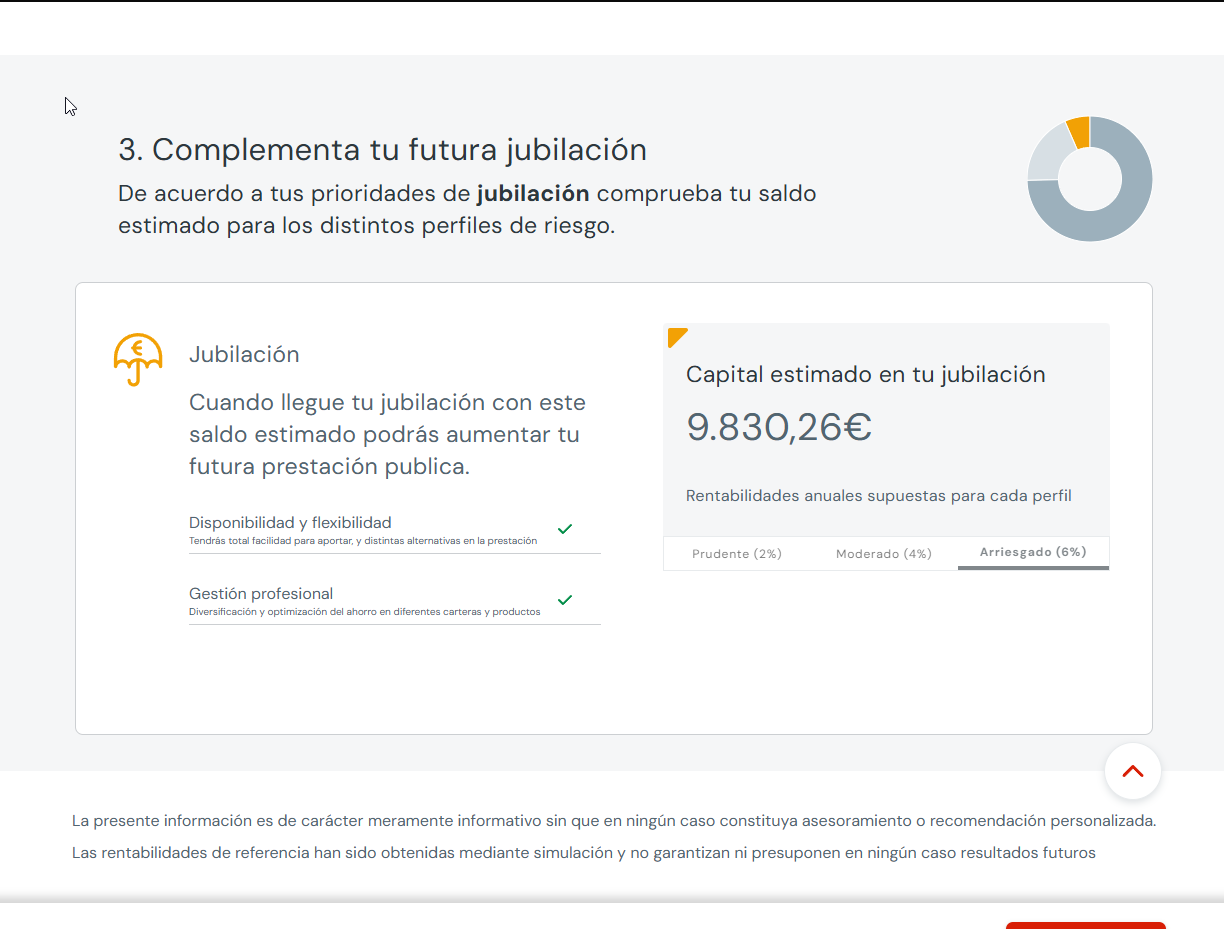 3. Complementa tu futura jubilación
De acuerdo a tus prioridades de jubilación comprueba tu saldo
estimado para los distintos perfiles de riesgo.
Jubilación
Cuando llegue tu jubilación con este
saldo estimado podrás aumentar tu
futura prestación publica.
Disponibilidad y flexibilidad
Tendrás total facilidad para aportar, y distintas alternativas en la prestación
Gestión profesional
Diversificación y optimización del ahorro en diferentes carteras y productos
Capital estimado en tu jubilación
9.830,26€
Rentabilidades anuales supuestas para cada perfil
Prudente (2%) Moderado (4%) Arriesgado (6%)
La presente información es de carácter meramente informativo sin que en ningún caso constituya asesoramiento o recomendación personalizada.
Las rentabilidades de referencia han sido obtenidas mediante simulación y no garantizan ni presuponen en ningún caso resultados futuros